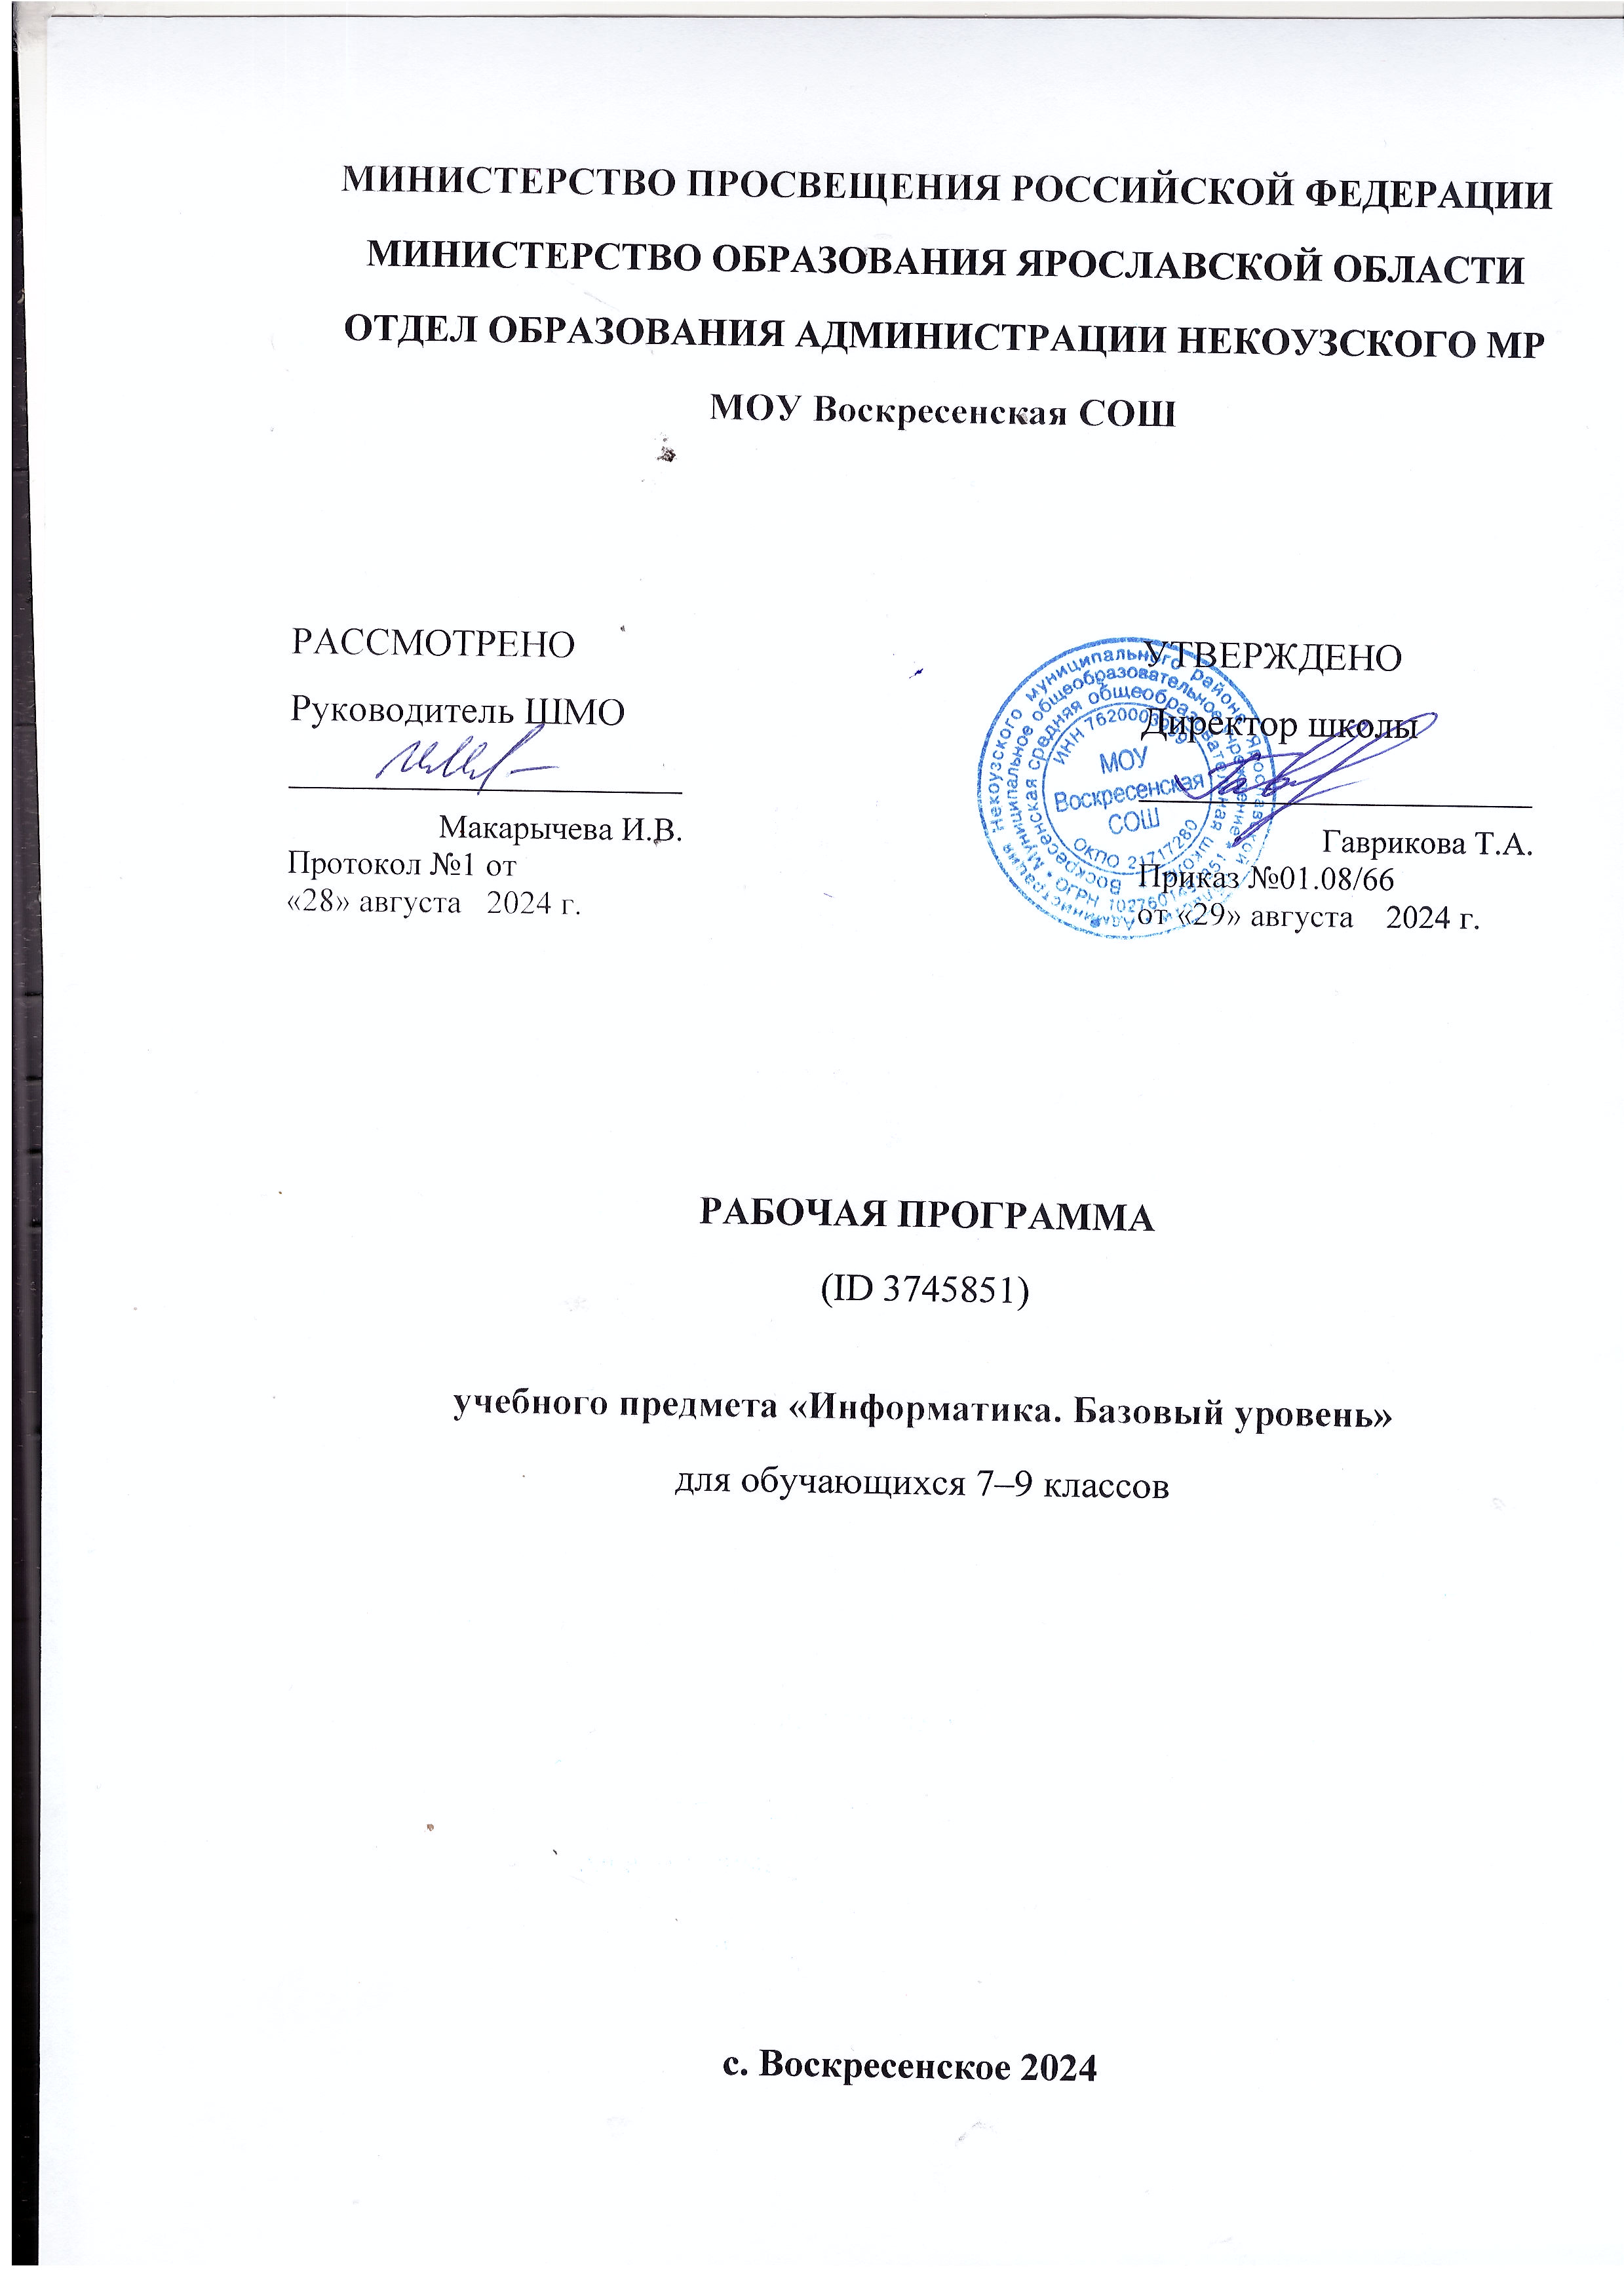 МИНИСТЕРСТВО ПРОСВЕЩЕНИЯ РОССИЙСКОЙ ФЕДЕРАЦИИ
МИНИСТЕРСТВО ОБРАЗОВАНИЯ ЯРОСЛАВСКОЙ ОБЛАСТИ
ОТДЕЛ ОБРАЗОВАНИЯ АДМИНИСТРАЦИИ НЕКОУЗСКОГО МР
МОУ Воскресенская СОШ
РАССМОТРЕНО
Руководитель ШМО
Макарычева И.В.
Протокол №1 от
«28» августа 2024 г.
УТВЕРЖДЕНО
Директор школы
Гаврикова Т.А.
Приказ №01.08/66
от «29» августа 2024 г.
МОУ
Воскресенская
СОШ
ОКПО 21717280
РАБОЧАЯ ПРОГРАММА
(ID 3745851)
учебного предмета «Информатика. Базовый уровень»
для обучающихся 7–9 классов
с. Воскресенское 2024